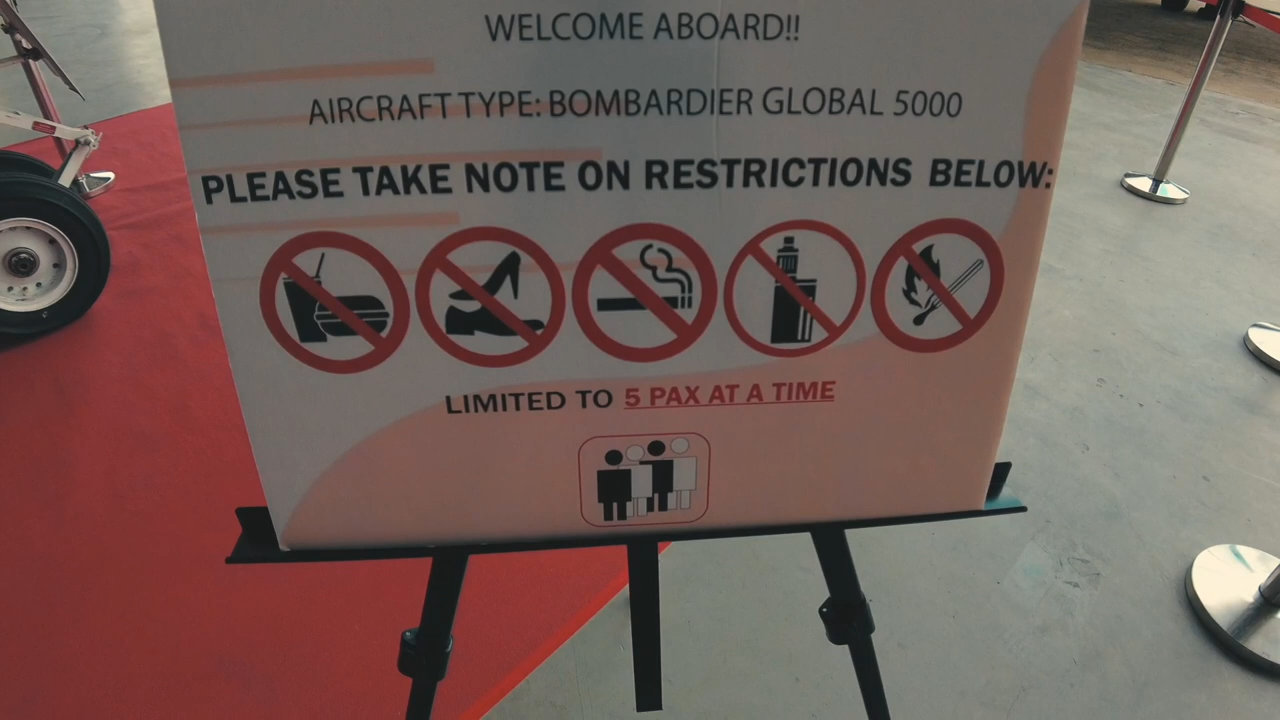 WELCOME ABOARD!!
AIRCRAFT TYPE: BOMBARDIER GLOBAL 5000
PLEASE TAKE NOTE ON RESTRICTIONS BELOW:
LIMITED TO 5 PAX AT A TIME